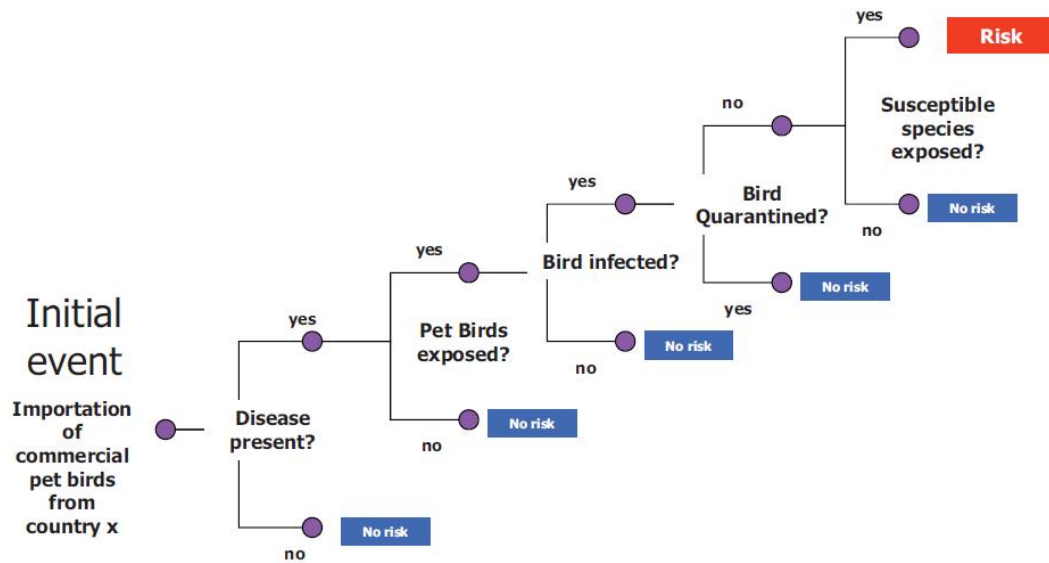 Initial
event
Importation
of
commercial
pet birds
from
country x
Disease
present?
yes
no
No risk
Pet Birds
exposed?
yes
no
No risk
Bird infected?
yes
no
No risk
Bird
Quarantined?
no
yes
No risk
Susceptible
species
exposed?
yes
Risk
no
No risk